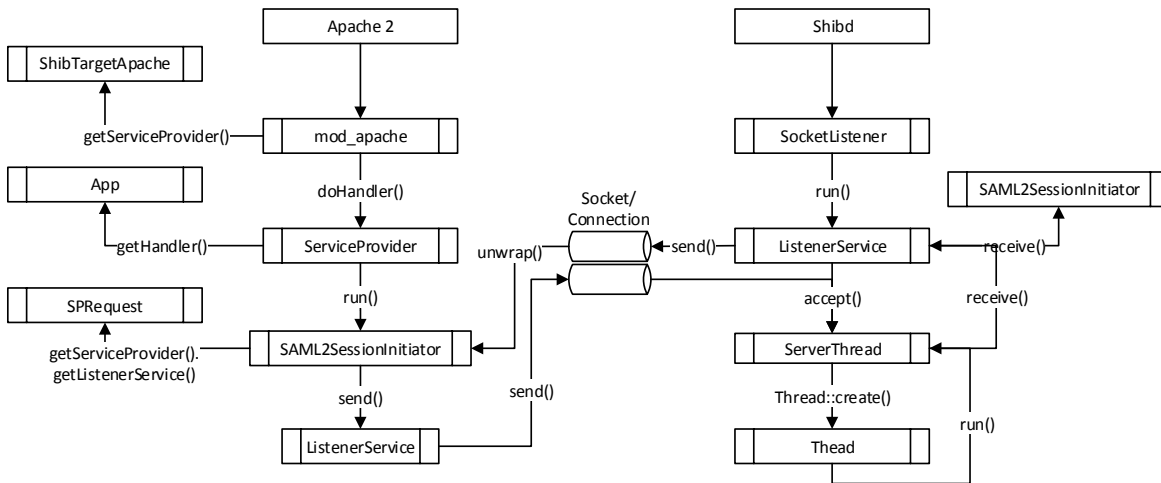 Apache 2
Shibd
ShibTargetApache
getServiceProvider()
mod_apache
SocketListener
App
doHandler()
run()
SAML2SessionInitiator
Socket/
Connection
getHandler()
ServiceProvider
unwrap()
send()
ListenerService
receive()
SPRequest
run()
accept()
receive()
getServiceProvider().
getListenerService()
SAML2SessionInitiator
ServerThread
send()
send()
Thread::create()
run()
ListenerService
Thead